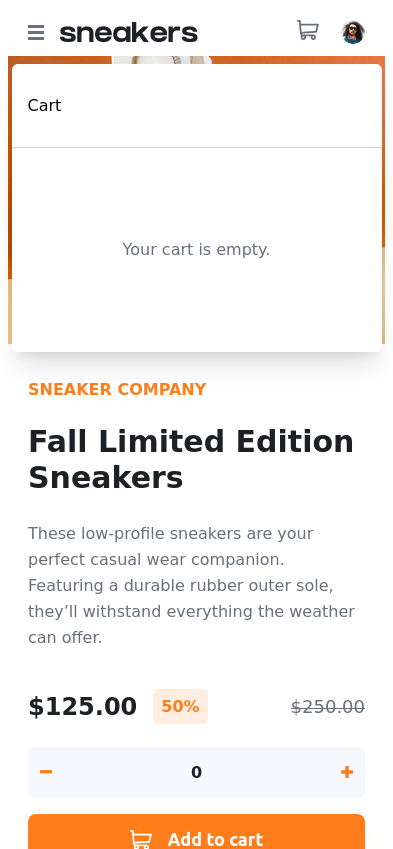 sneakers
Cart
Your cart is empty.
SNEAKER COMPANY
Fall Limited Edition
Sneakers
These low-profile sneakers are your
perfect casual wear companion.
Featuring a durable rubber outer sole,
they’ll withstand everything the weather
can offer.
$125.00 50% $250.00
0
Add to cart